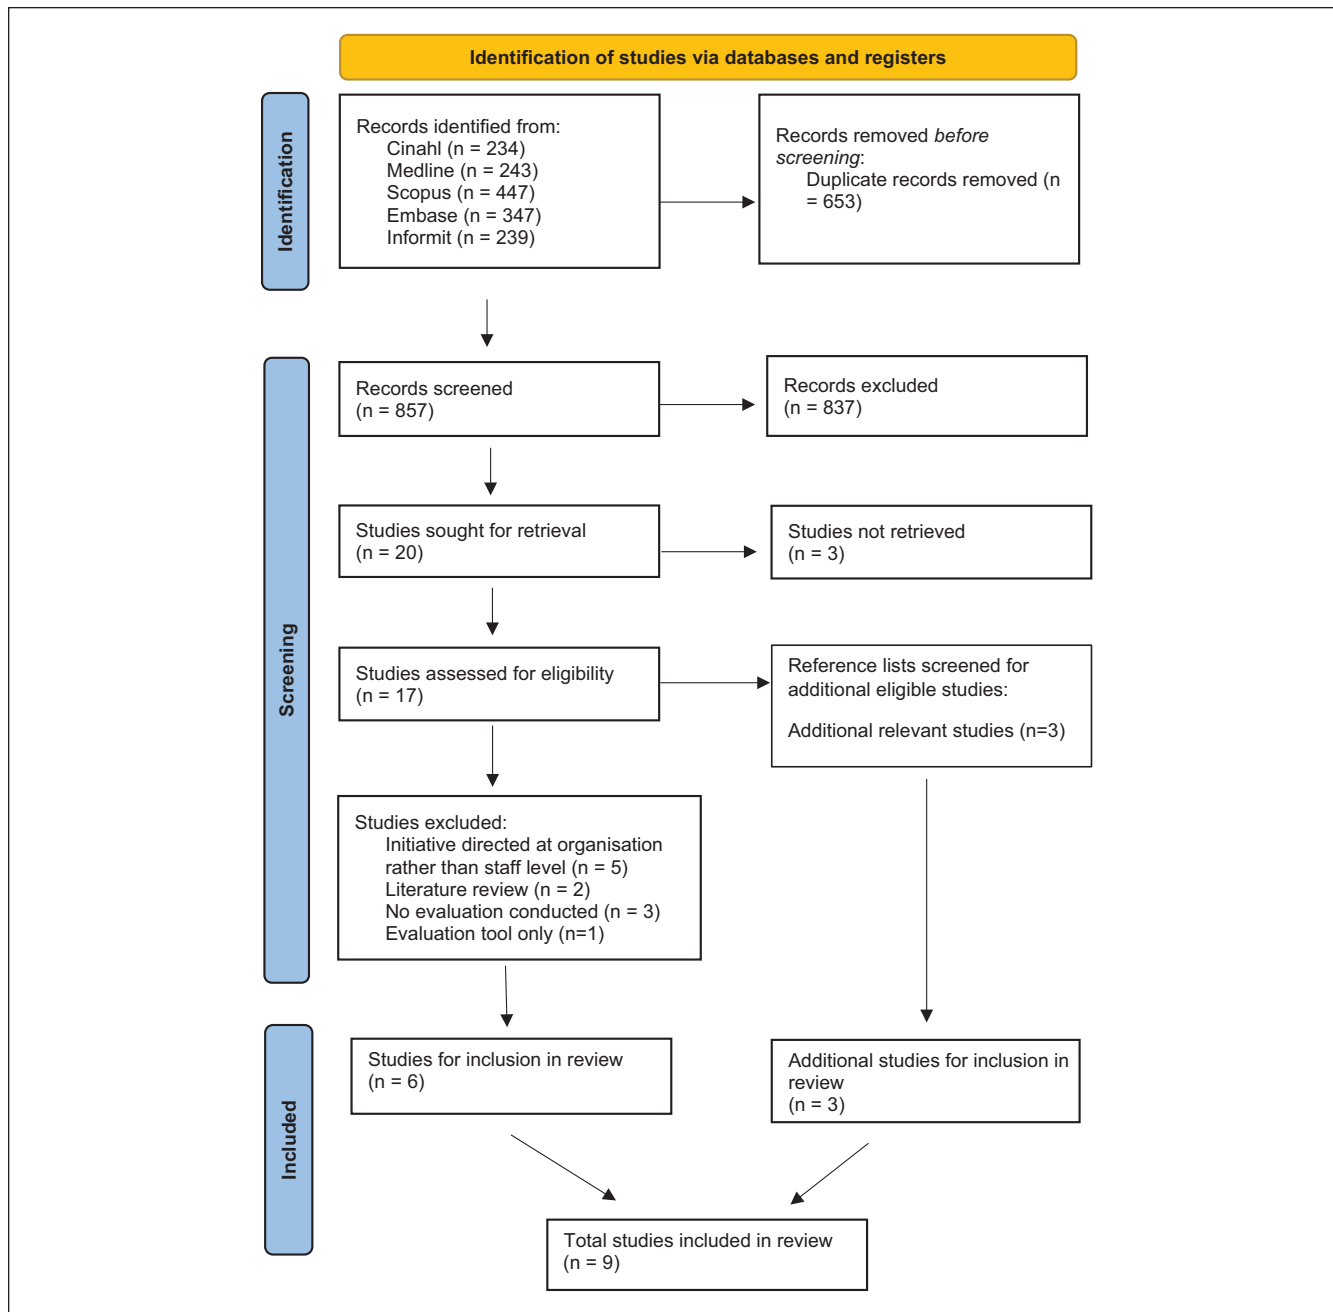 Identification of studies via databases and registers
Identification
Records identified from:
Cinahl (n = 234)
Medline (n = 243)
Scopus (n = 447)
Embase (n = 347)
Informit (n = 239)
Records removed before
screening:
Duplicate records removed (n
= 653)
Screening
Records screened
(n = 857)
Records excluded
(n = 837)
Studies sought for retrieval
(n = 20)
Studies not retrieved
(n = 3)
Studies assessed for eligibility
(n = 17)
Reference lists screened for
additional eligible studies:
Additional relevant studies (n=3)
Studies excluded:
Initiative directed at organisation
rather than staff level (n = 5)
Literature review (n = 2)
No evaluation conducted (n = 3)
Evaluation tool only (n=1)
Included
Studies for inclusion in review
(n = 6)
Additional studies for inclusion in
review
(n = 3)
Total studies included in review
(n = 9)